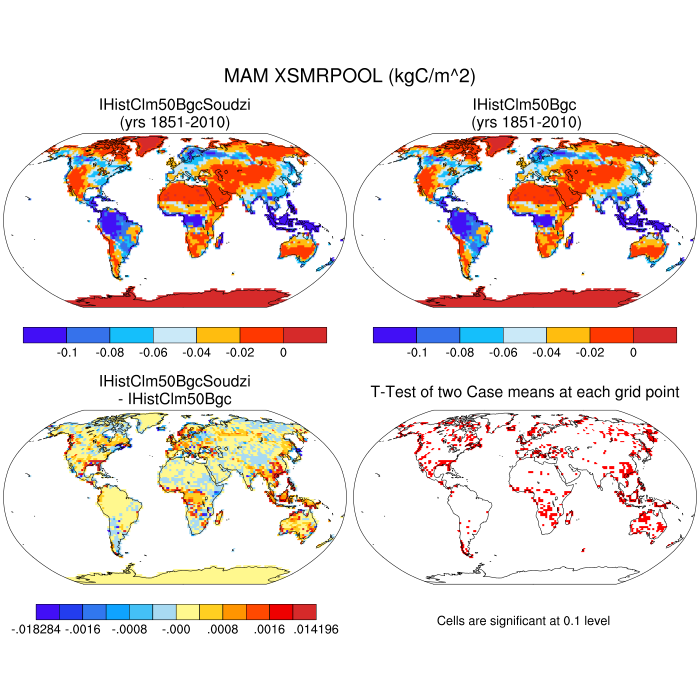 MAM XSMRPOOL (kgC/m^2)
IHistClm50BgcSoudzi
(yrs 1851-2010)
IHistClm50Bgc
(yrs 1851-2010)
-0.1 -0.08 -0.06 -0.04 -0.02 0
-0.1 -0.08 -0.06 -0.04 -0.02 0
IHistClm50BgcSoudzi
- IHistClm50Bgc
T-Test of two Case means at each grid point
-.018284 -.0016 -.0008 -.000 .0008 .0016 .014196
Cells are significant at 0.1 level